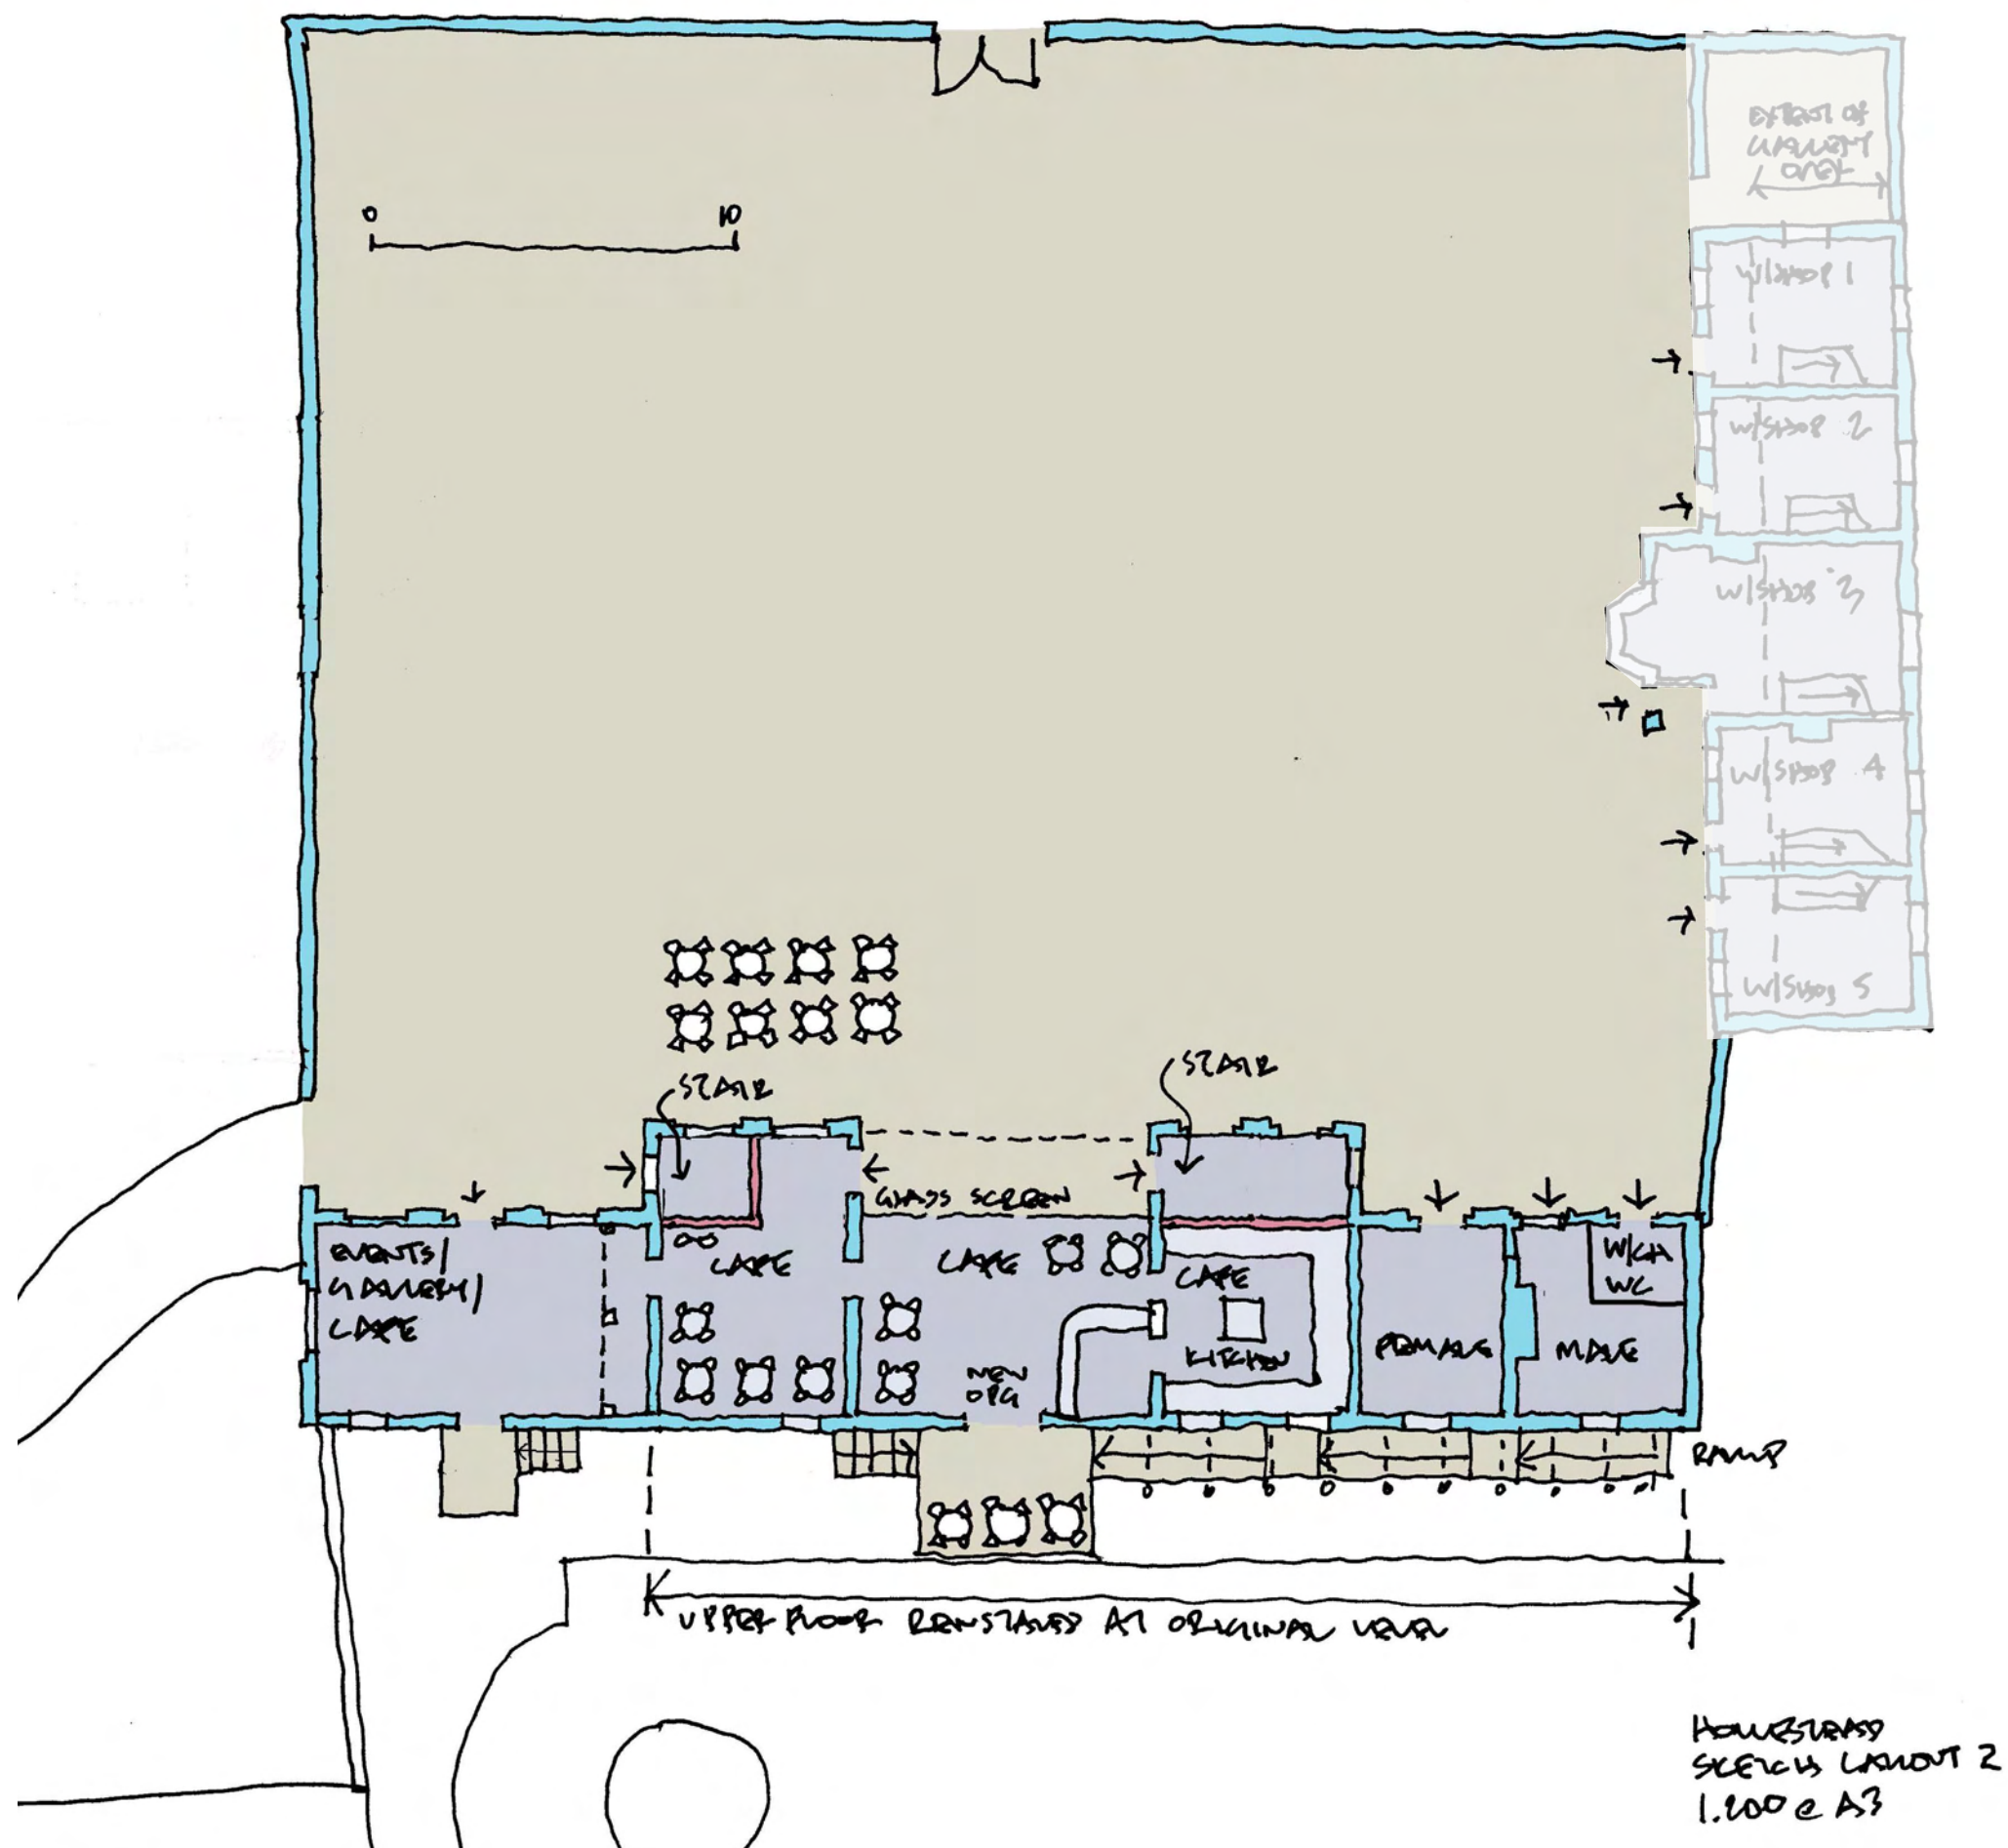 EXTENT OF
GALLERY
OVER
0 10
W/SHOP 1
W/SHOP 2
W/SHOP 3
W/SHOP 4
W/SHOP 5
STAIR
STAIR
GLASS SCREEN
EVENTS/
GALLERY/
CAFE
CAFE
CAFE
NEW
OPG
CAFE
KITCHEN
FEMALE
MALE
W/CH
WC
RAMP
UPPER FLOOR REINSTATED AT ORIGINAL LEVEL
HOMESTEAD
SKETCH LAYOUT 2
1.200 @ A3